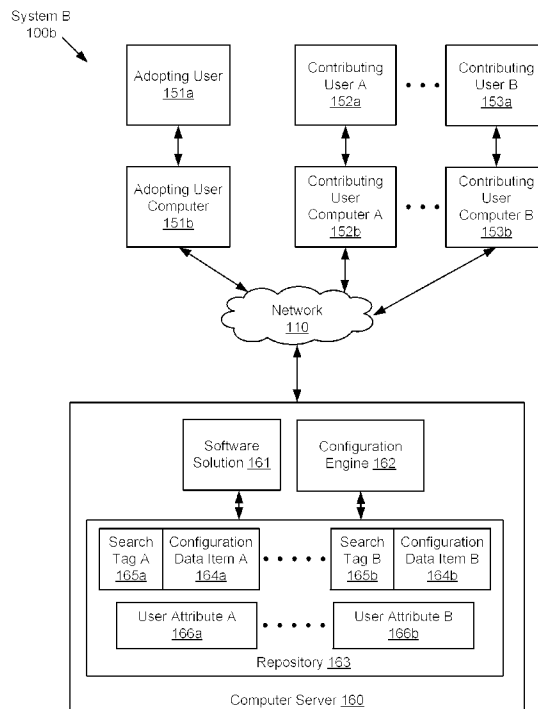 System B
100b
Adopting
User
151a
Contributing
User A
152a
Contributing
User B
153a
Adopting User
Computer
151b
Contributing
User
Computer A
152b
Contributing
User
Computer B
153b
Network
110
Software
Solution 161
Configuration
Engine 162
Search
Tag A
165a
Configuration
Data Item A
164a
Search
Tag B
165b
Configuration
Data Item B
164b
User Attribute A
166a
User Attribute B
166b
Repository 163
Computer Server 160